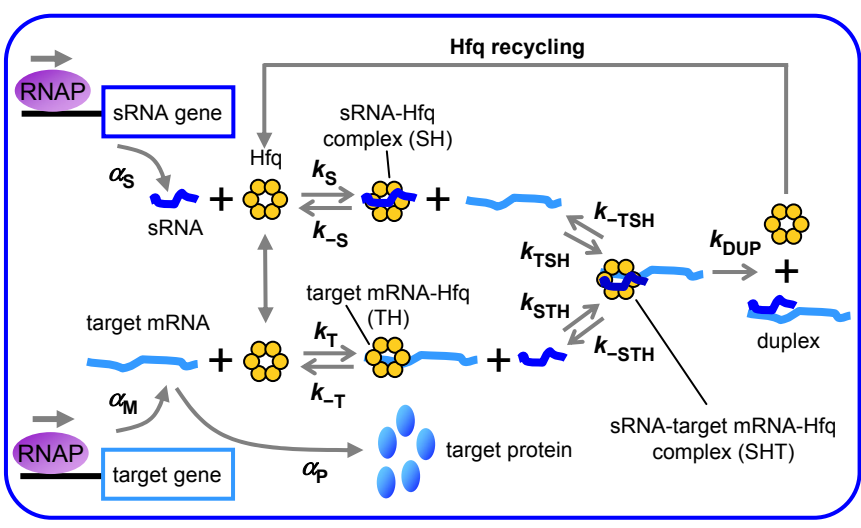 Hfq recycling
RNAP
sRNA gene
sRNA-Hfq
complex (SH)
Hfq
αS
kS
k–S
sRNA
k–TSH
kTSH
kDUP
target mRNA
target mRNA-Hfq
(TH)
kT
k–T
kSTH
k–STH
duplex
αM
RNAP
target gene
αP
target protein
sRNA-target mRNA-Hfq
complex (SHT)